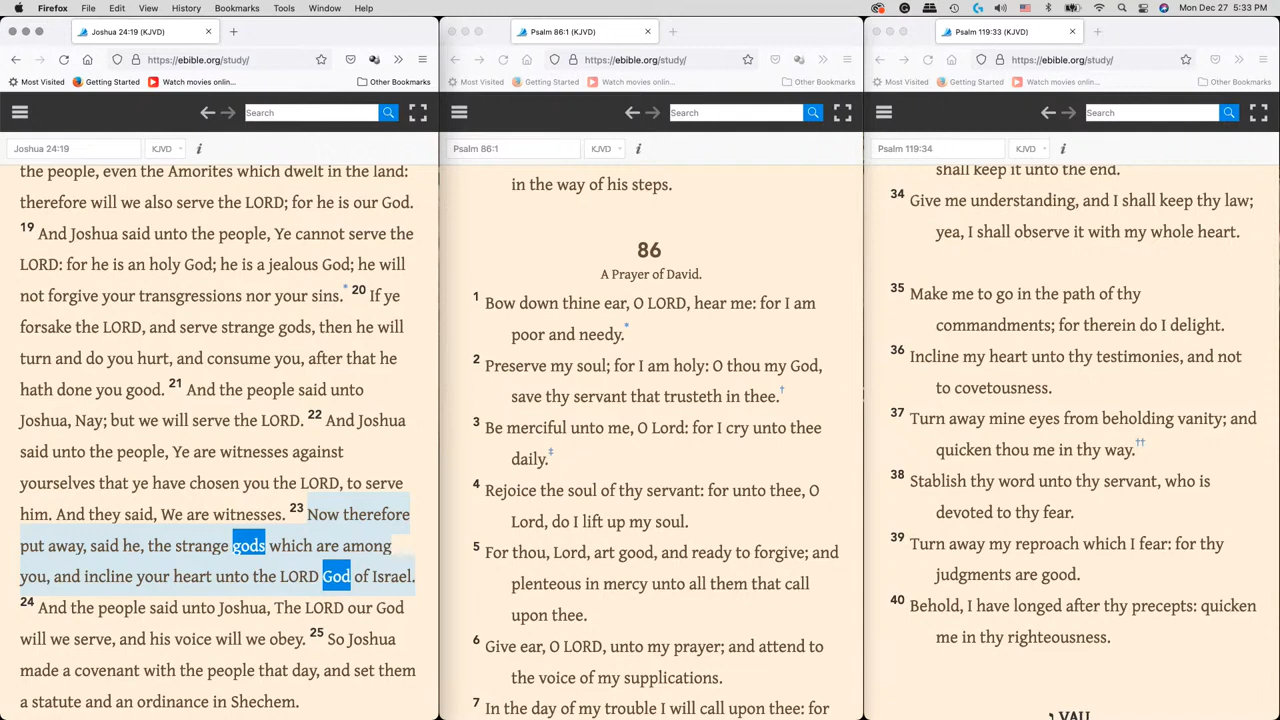 Firefox File Edit View History Bookmarks Tools Window Help Mon Dec 27 5:33 PM
Joshua 24:19 (KJVD)
https://ebible.org/study/
Most Visited Getting Started Watch movies onlin... Other Bookmarks
Search
Joshua 24:19 KJVD i
the people, even the Amorites which dwelt in the land:
therefore will we also serve the LORD; for he is our God.
19 And Joshua said unto the people, Ye cannot serve the
LORD: for he is an holy God; he is a jealous God; he will
not forgive your transgressions nor your sins.* 20 If ye
forsake the LORD, and serve strange gods, then he will
turn and do you hurt, and consume you, after that he
hath done you good. 21 And the people said unto
Joshua, Nay; but we will serve the LORD. 22 And Joshua
said unto the people, Ye are witnesses against
yourselves that ye have chosen you the LORD, to serve
him. And they said, We are witnesses. 23 Now therefore
put away, said he, the strange gods which are among
you, and incline your heart unto the LORD God of Israel.
24 And the people said unto Joshua, The LORD our God
will we serve, and his voice will we obey. 25 So Joshua
made a covenant with the people that day, and set them
a statute and an ordinance in Shechem.
Psalm 86:1 (KJVD)
https://ebible.org/study/
Most Visited Getting Started Watch movies onlin... Other Bookmarks
Search
Psalm 86:1 KJVD i
in the way of his steps.
86
A Prayer of David.
1 Bow down thine ear, O LORD, hear me: for I am
poor and needy.*
2 Preserve my soul; for I am holy: O thou my God,
save thy servant that trusteth in thee.†
3 Be merciful unto me, O Lord: for I cry unto thee
daily.‡
4 Rejoice the soul of thy servant: for unto thee, O
Lord, do I lift up my soul.
5 For thou, Lord, art good, and ready to forgive; and
plenteous in mercy unto all them that call
upon thee.
6 Give ear, O LORD, unto my prayer; and attend to
the voice of my supplications.
7 In the day of my trouble I will call upon thee: for
Psalm 119:33 (KJVD)
https://ebible.org/study/
Most Visited Getting Started Watch movies onlin... Other Bookmarks
Search
Psalm 119:34 KJVD i
shall keep it unto the end.
34 Give me understanding, and I shall keep thy law;
yea, I shall observe it with my whole heart.
35 Make me to go in the path of thy
commandments; for therein do I delight.
36 Incline my heart unto thy testimonies, and not
to covetousness.
37 Turn away mine eyes from beholding vanity; and
quicken thou me in thy way.††
38 Stablish thy word unto thy servant, who is
devoted to thy fear.
39 Turn away my reproach which I fear: for thy
judgments are good.
40 Behold, I have longed after thy precepts: quicken
me in thy righteousness.
ו VAU